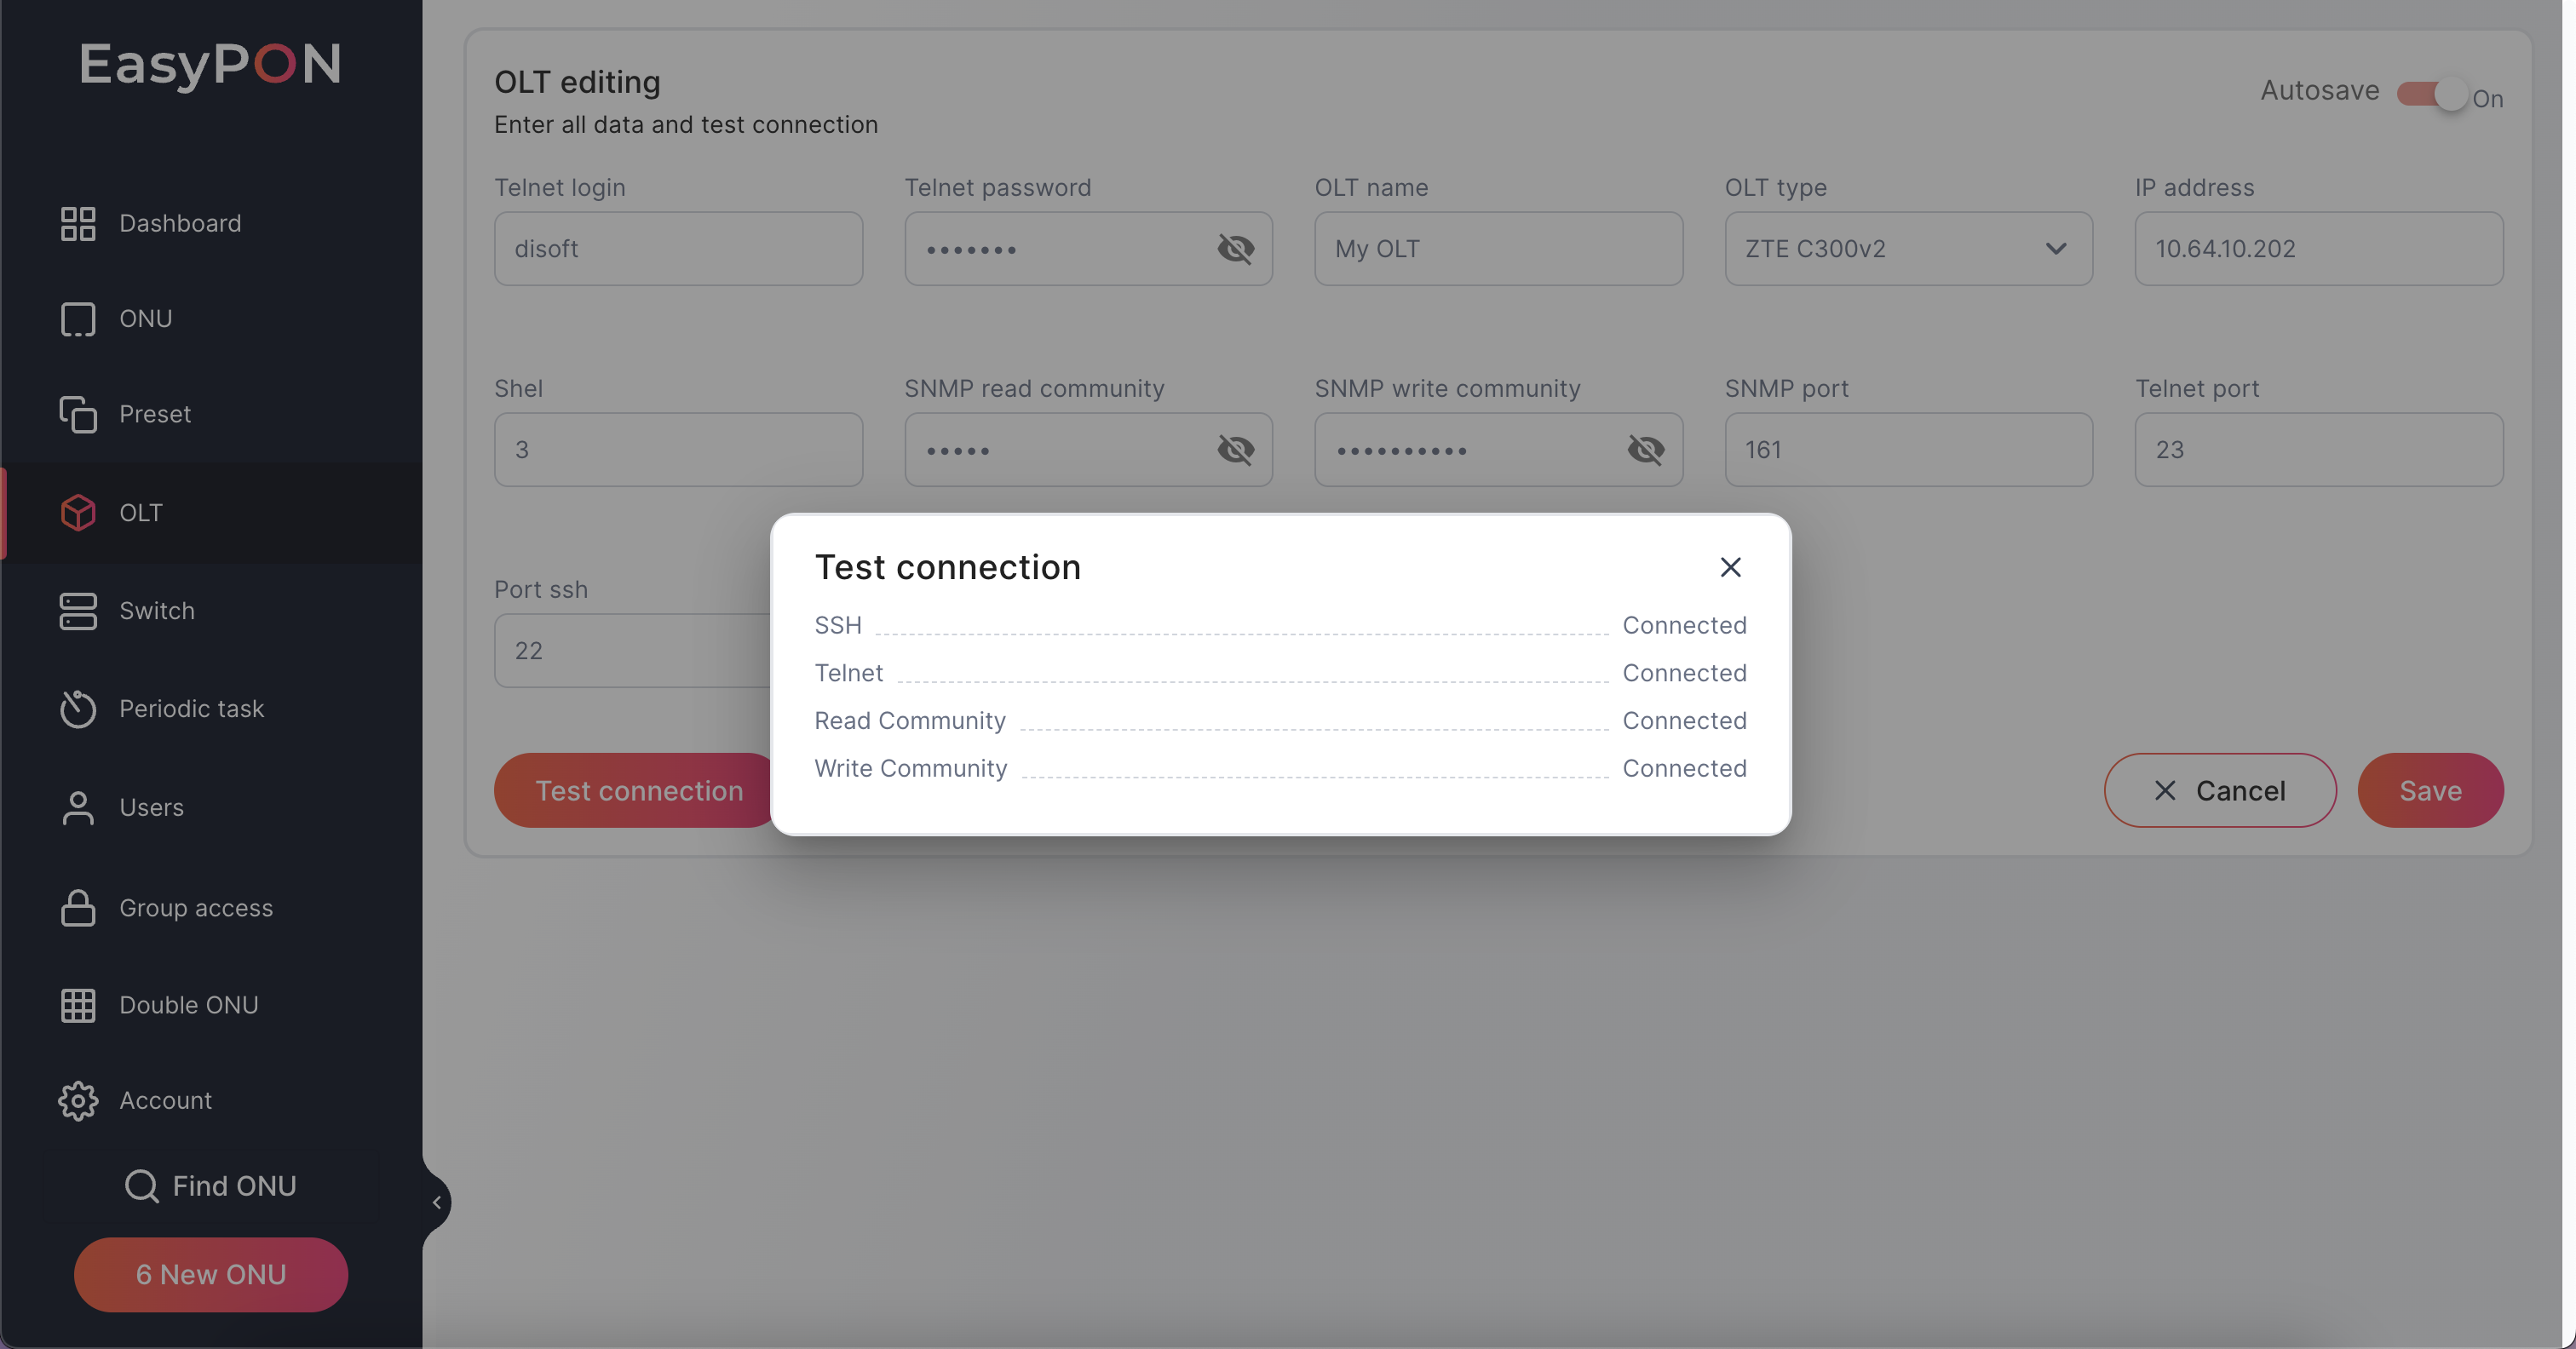 EasyPON
Dashboard
ONU
Preset
OLT
Switch
Periodic task
Users
Group access
Double ONU
Account
Find ONU
6 New ONU
OLT editing
Enter all data and test connection
Autosave On
Telnet login
disoft
Telnet password
•••••••
OLT name
My OLT
OLT type
ZTE C300v2
IP address
10.64.10.202
Shel
3
SNMP read community
•••••
SNMP write community
••••••••••
SNMP port
161
Telnet port
23
Port ssh
22
Test connection
Cancel
Save
Test connection
SSH Connected
Telnet Connected
Read Community Connected
Write Community Connected